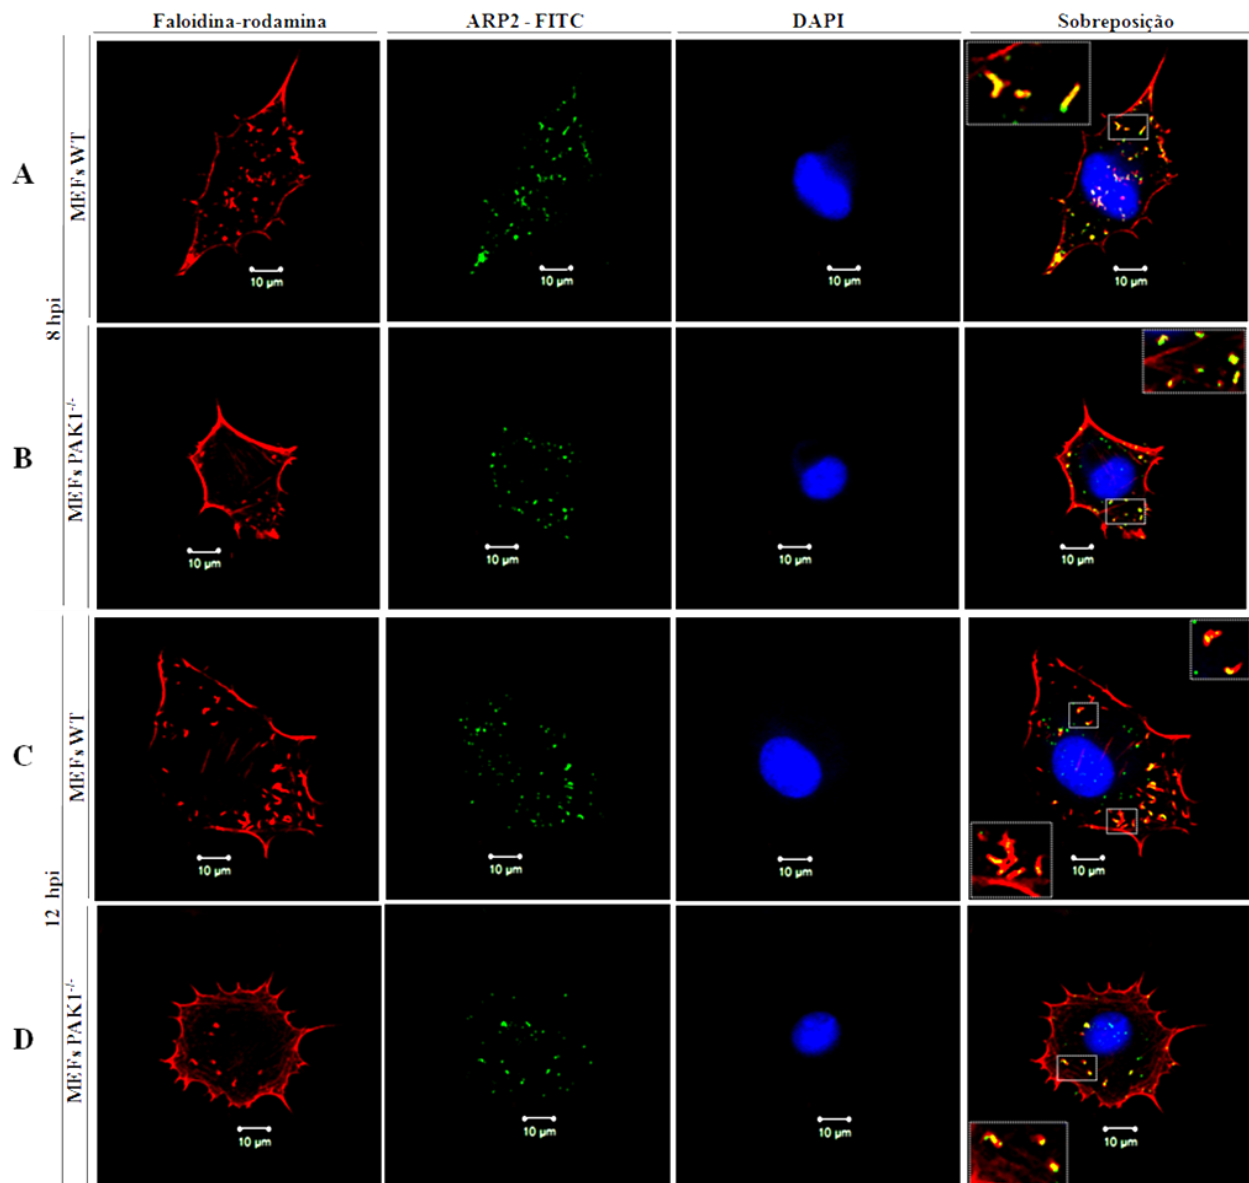 Faloidina-rodamina ARP2 - FITC DAPI Sobreposição
A MEFs WT
10 µm 10 µm 10 µm 10 µm
8 hpi
B MEFs PAK1-/-
10 µm 10 µm 10 µm 10 µm
C MEFs WT
10 µm 10 µm 10 µm 10 µm
12 hpi
D MEFs PAK1-/-
10 µm 10 µm 10 µm 10 µm